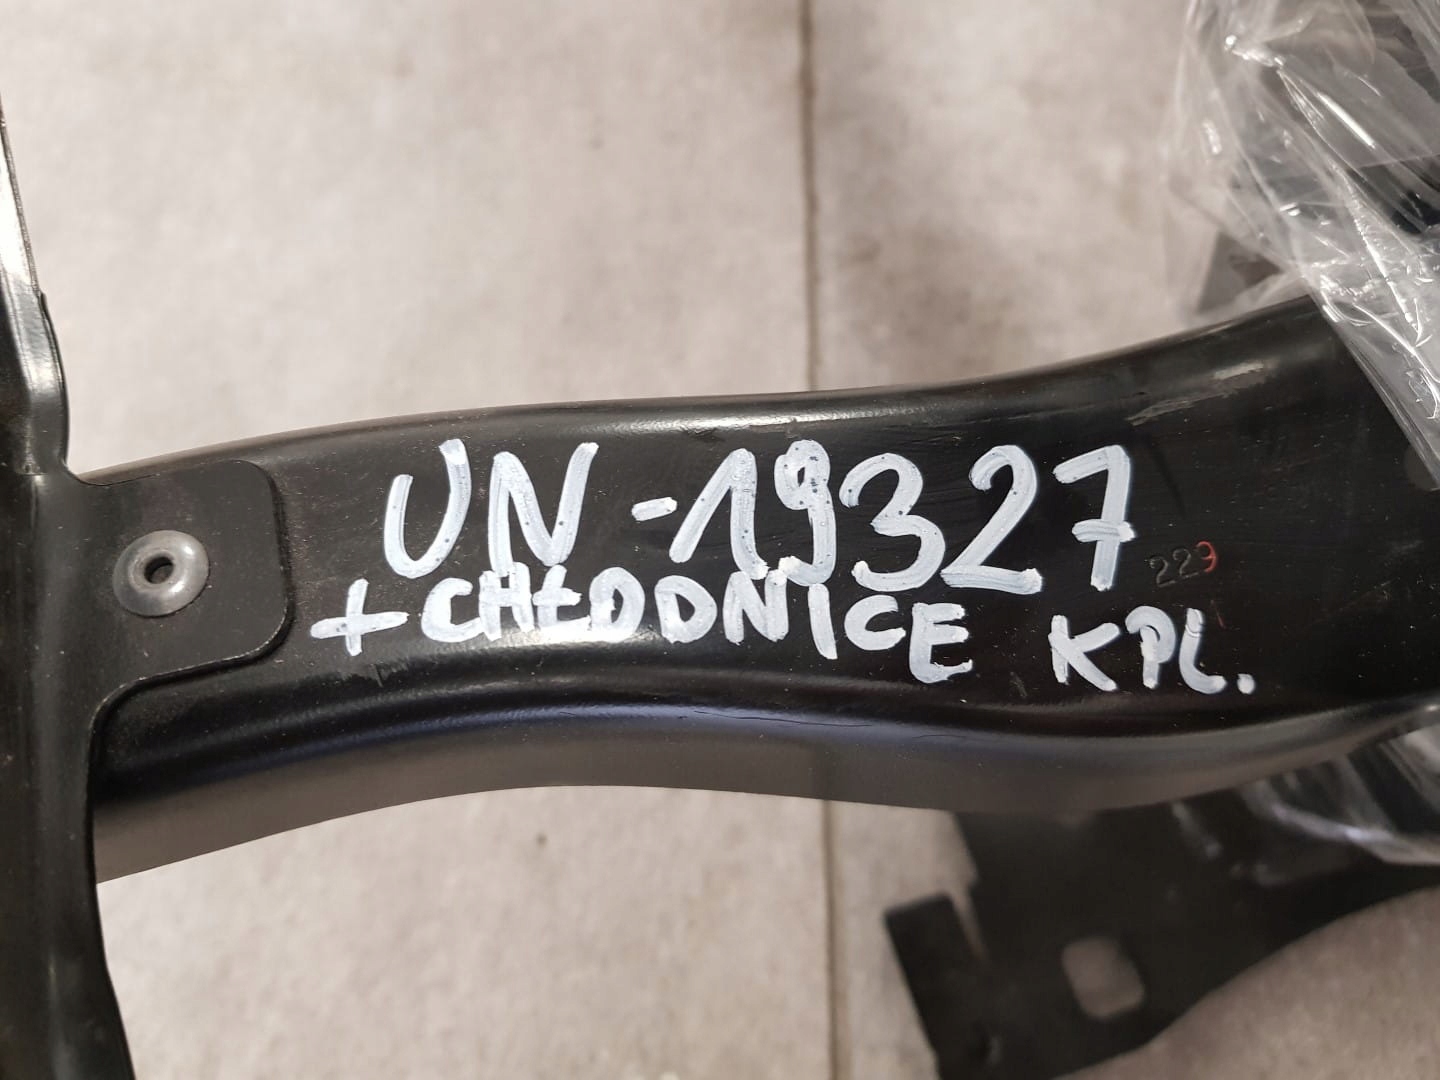 UN-19327
229
+CHŁODNICE KPL.